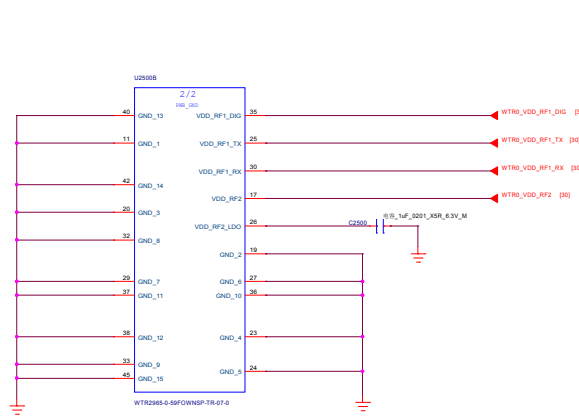 U2500B
2/2
PWR_GND
40 GND_13 VDD_RF1_DIG 35 WTR0_VDD_RF1_DIG
11 GND_1 VDD_RF1_TX 25 WTR0_VDD_RF1_TX [30]
42 GND_14 VDD_RF1_RX 30 WTR0_VDD_RF1_RX [30]
20 GND_3 VDD_RF2 17 WTR0_VDD_RF2 [30]
32 GND_8 VDD_RF2_LDO 26 C2500 电容_1uF_0201_X5R_6.3V_M
GND_2 19
29 GND_7 GND_6 27
37 GND_11 GND_10 36
38 GND_12 GND_4 23
33 GND_9 GND_5 24
45 GND_15
WTR2965-0-59FOWNSP-TR-07-0